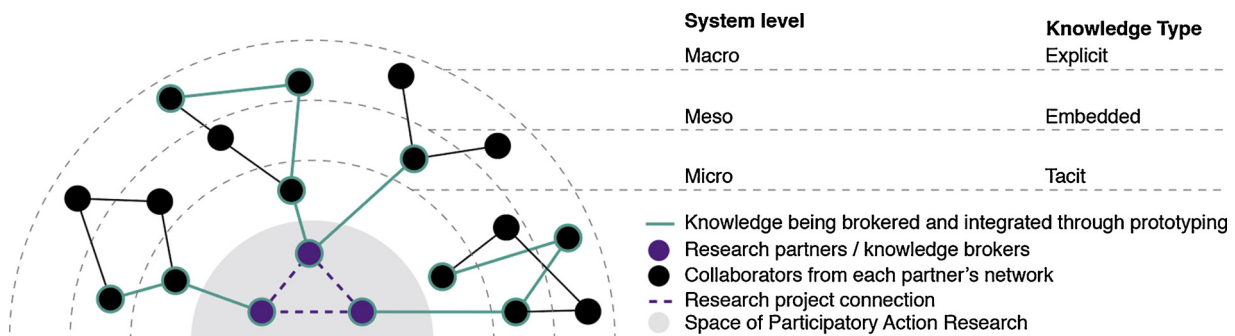 System level
Knowledge Type
Macro
Explicit
Meso
Embedded
Micro
Tacit
Knowledge being brokered and integrated through prototyping
Research partners / knowledge brokers
Collaborators from each partner's network
Research project connection
Space of Participatory Action Research